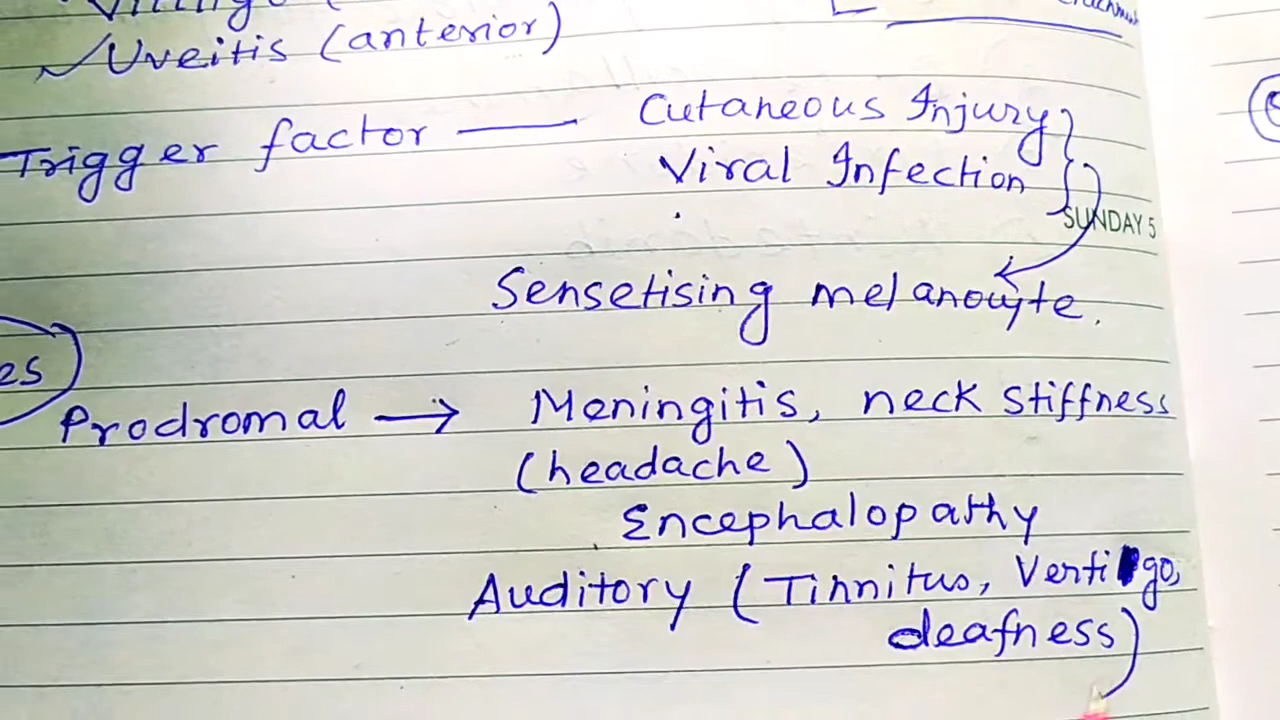 Uveitis (anterior)
Trigger factor — Cutaneous Injury
Viral Infection
SUNDAY 5
Sensetising melanocyte.
Prodromal → Meningitis, neck stiffness
(headache)
Encephalopathy
Auditory (Tinnitus, Vertigo,
deafness)